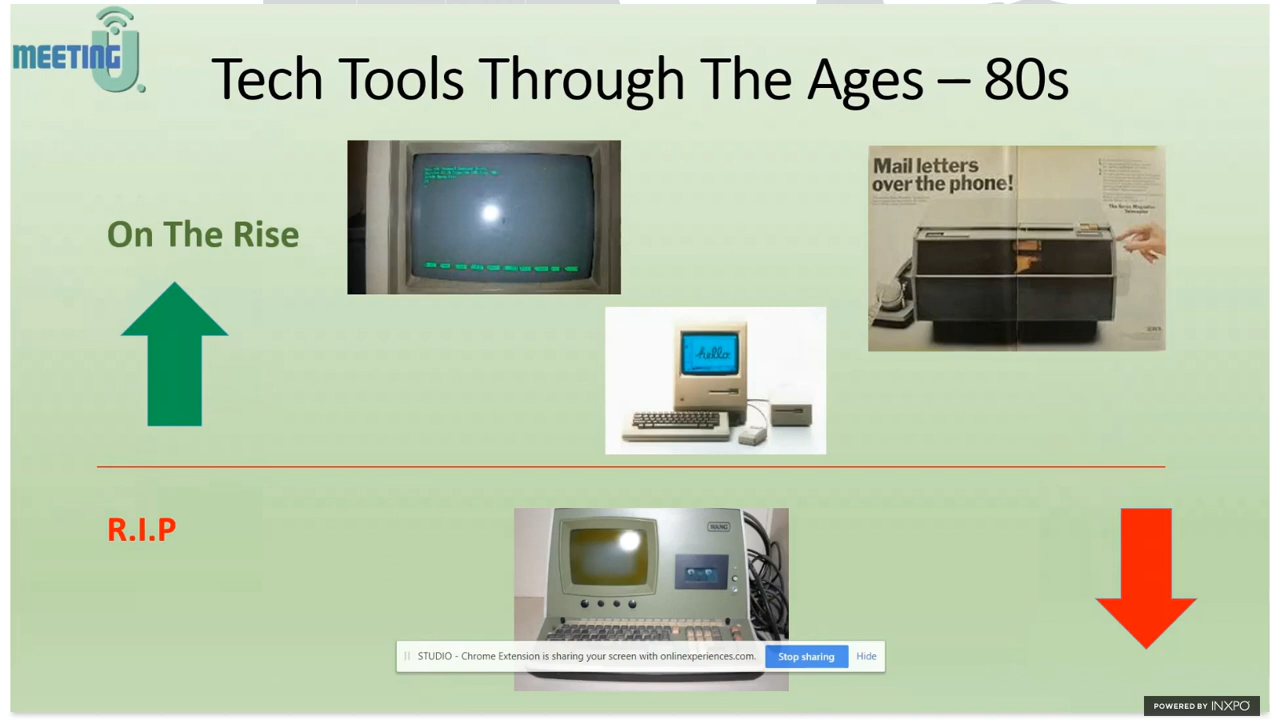 MEETING U
Tech Tools Through The Ages – 80s
On The Rise
Mail letters
over the phone!
hello
R.I.P
WANG
STUDIO - Chrome Extension is sharing your screen with onlinexperiences.com.
Stop sharing
Hide
POWERED BY INXPO